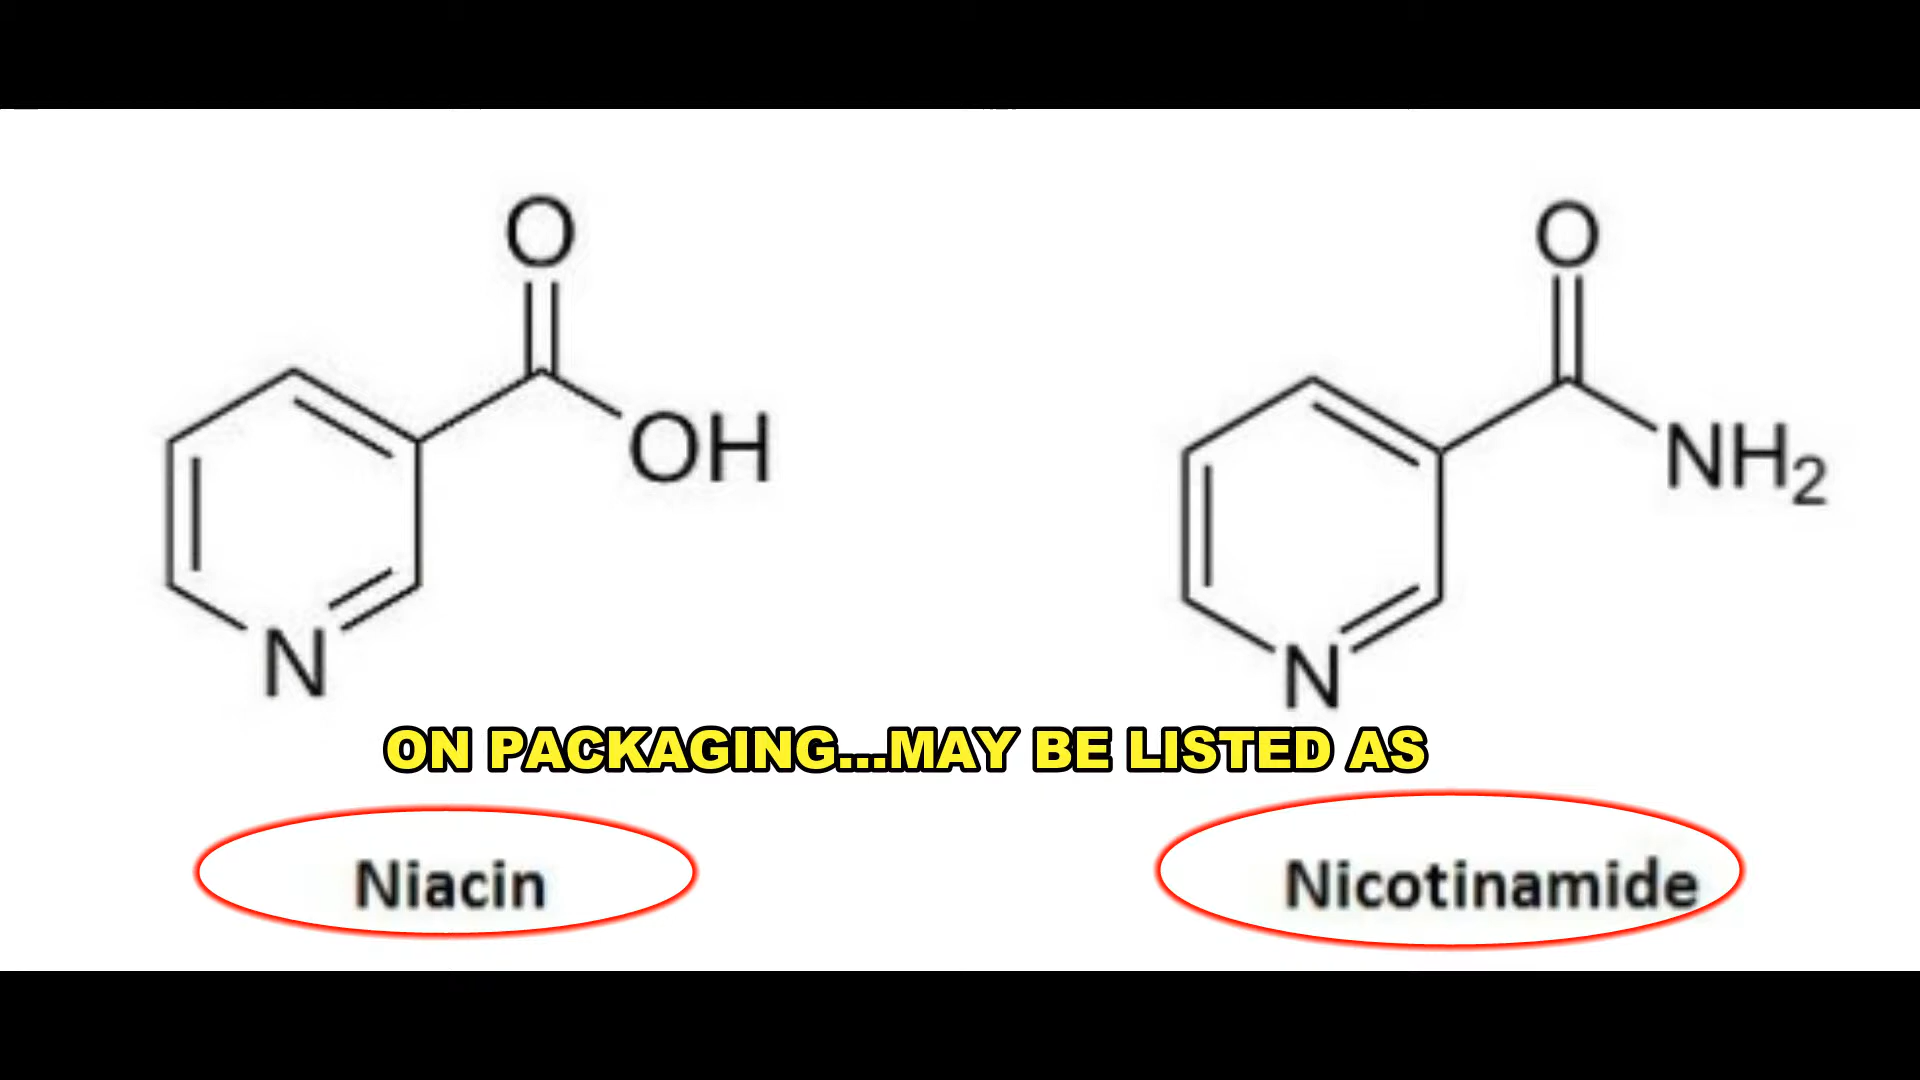 O
O
OH
NH₂
N
N
ON PACKAGING...MAY BE LISTED AS
Niacin
Nicotinamide